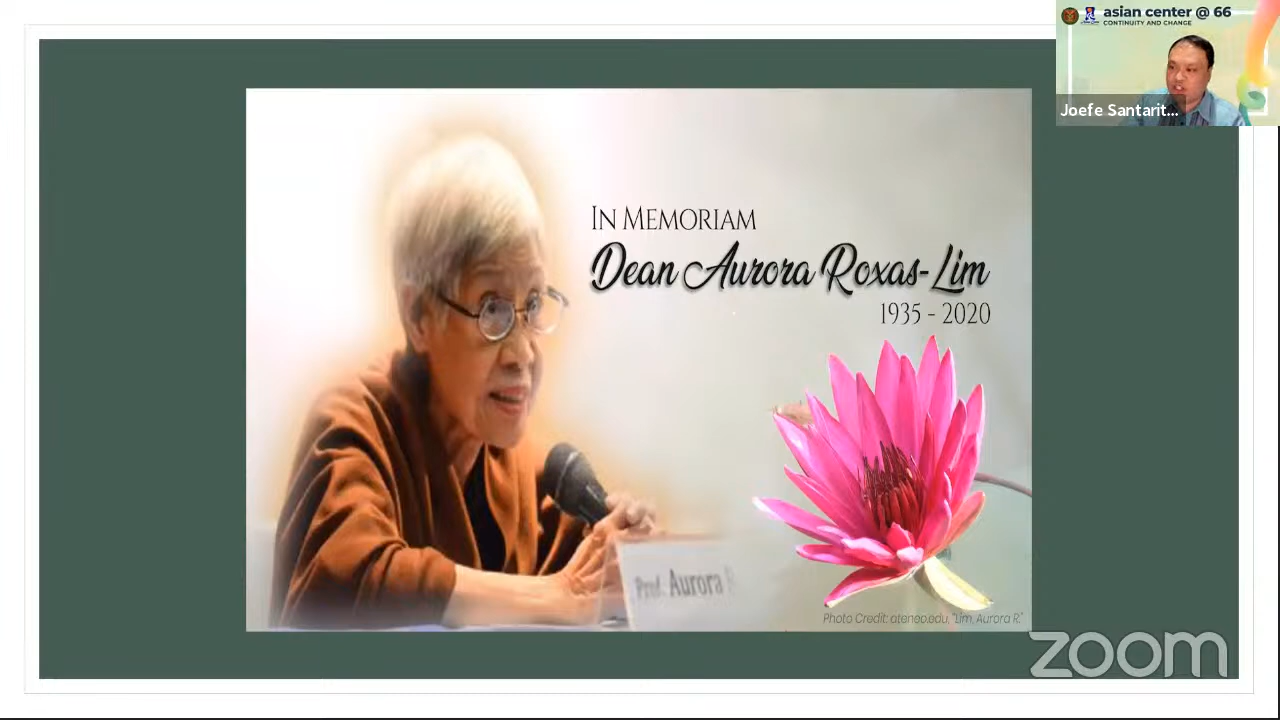 asian center @ 66
CONTINUITY AND CHANGE
Joefe Santarit...
IN MEMORIAM
Dean Aurora Roxas-Lim
1935 - 2020
Prof. Aurora R
Photo Credit: ateneo.edu, "Lim, Aurora R."
zoom